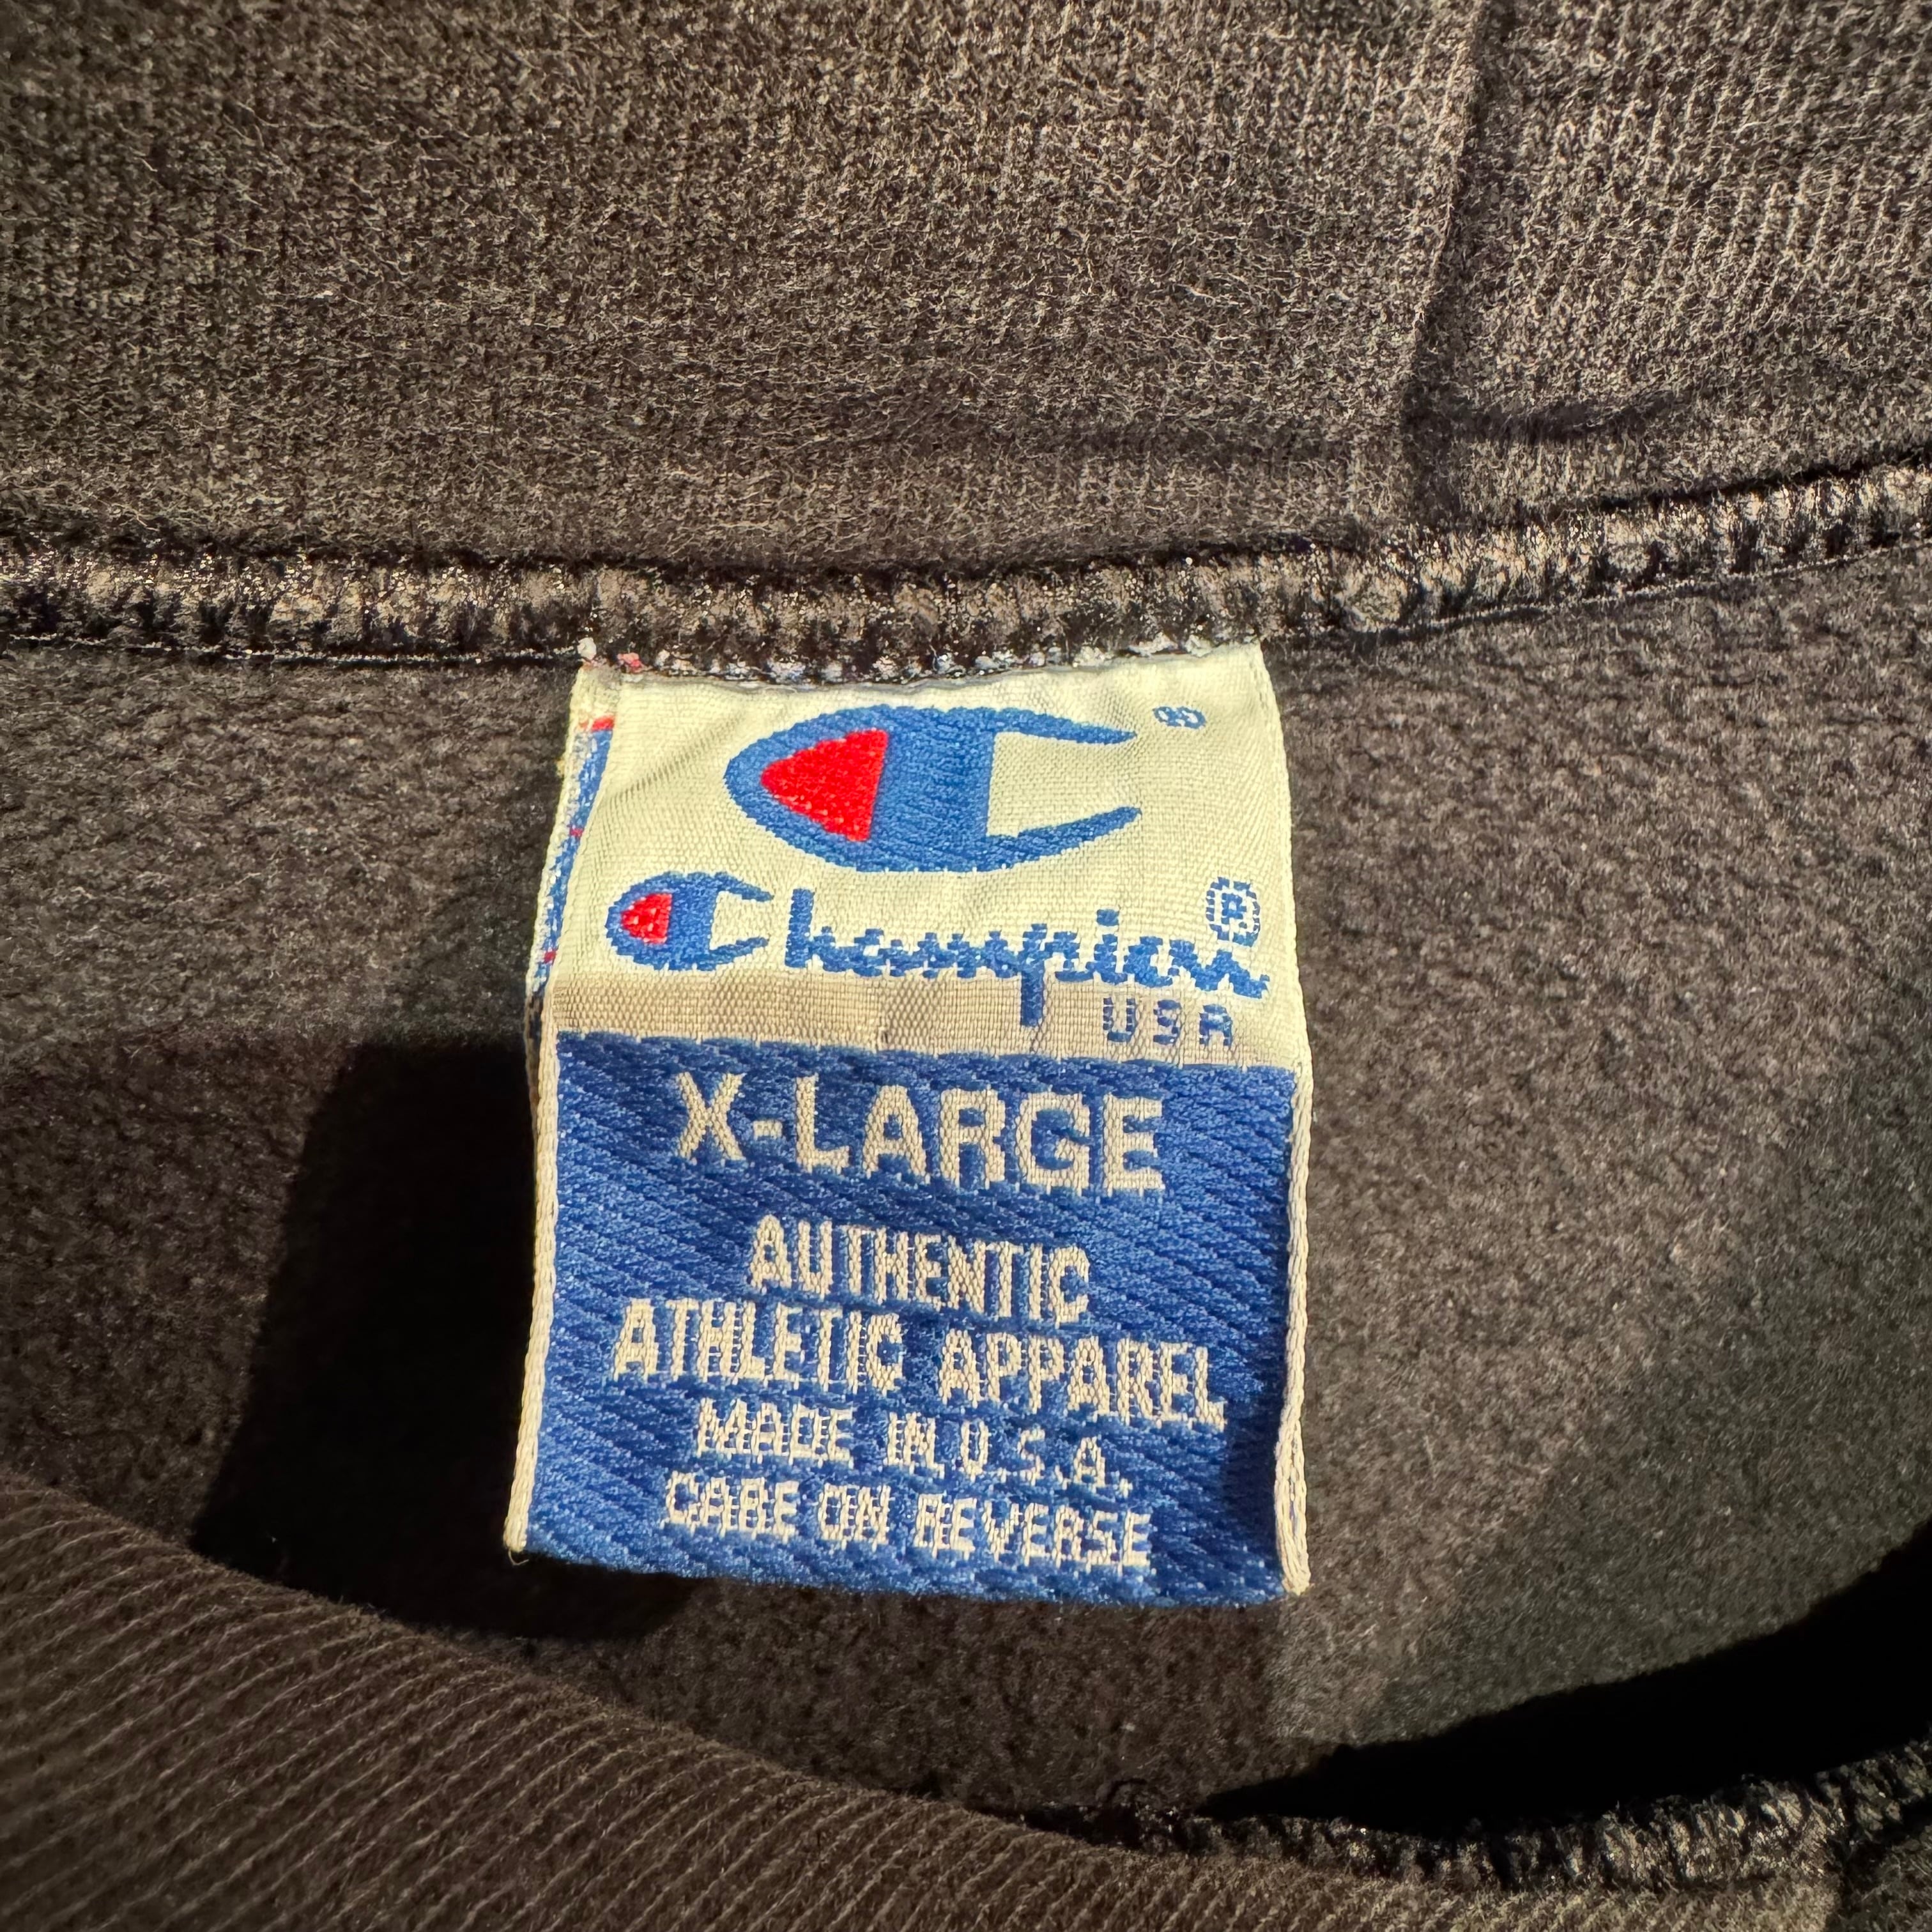 ®
Champion®
USA
X-LARGE
AUTHENTIC
ATHLETIC APPAREL
MADE IN U.S.A.
CARE ON REVERSE